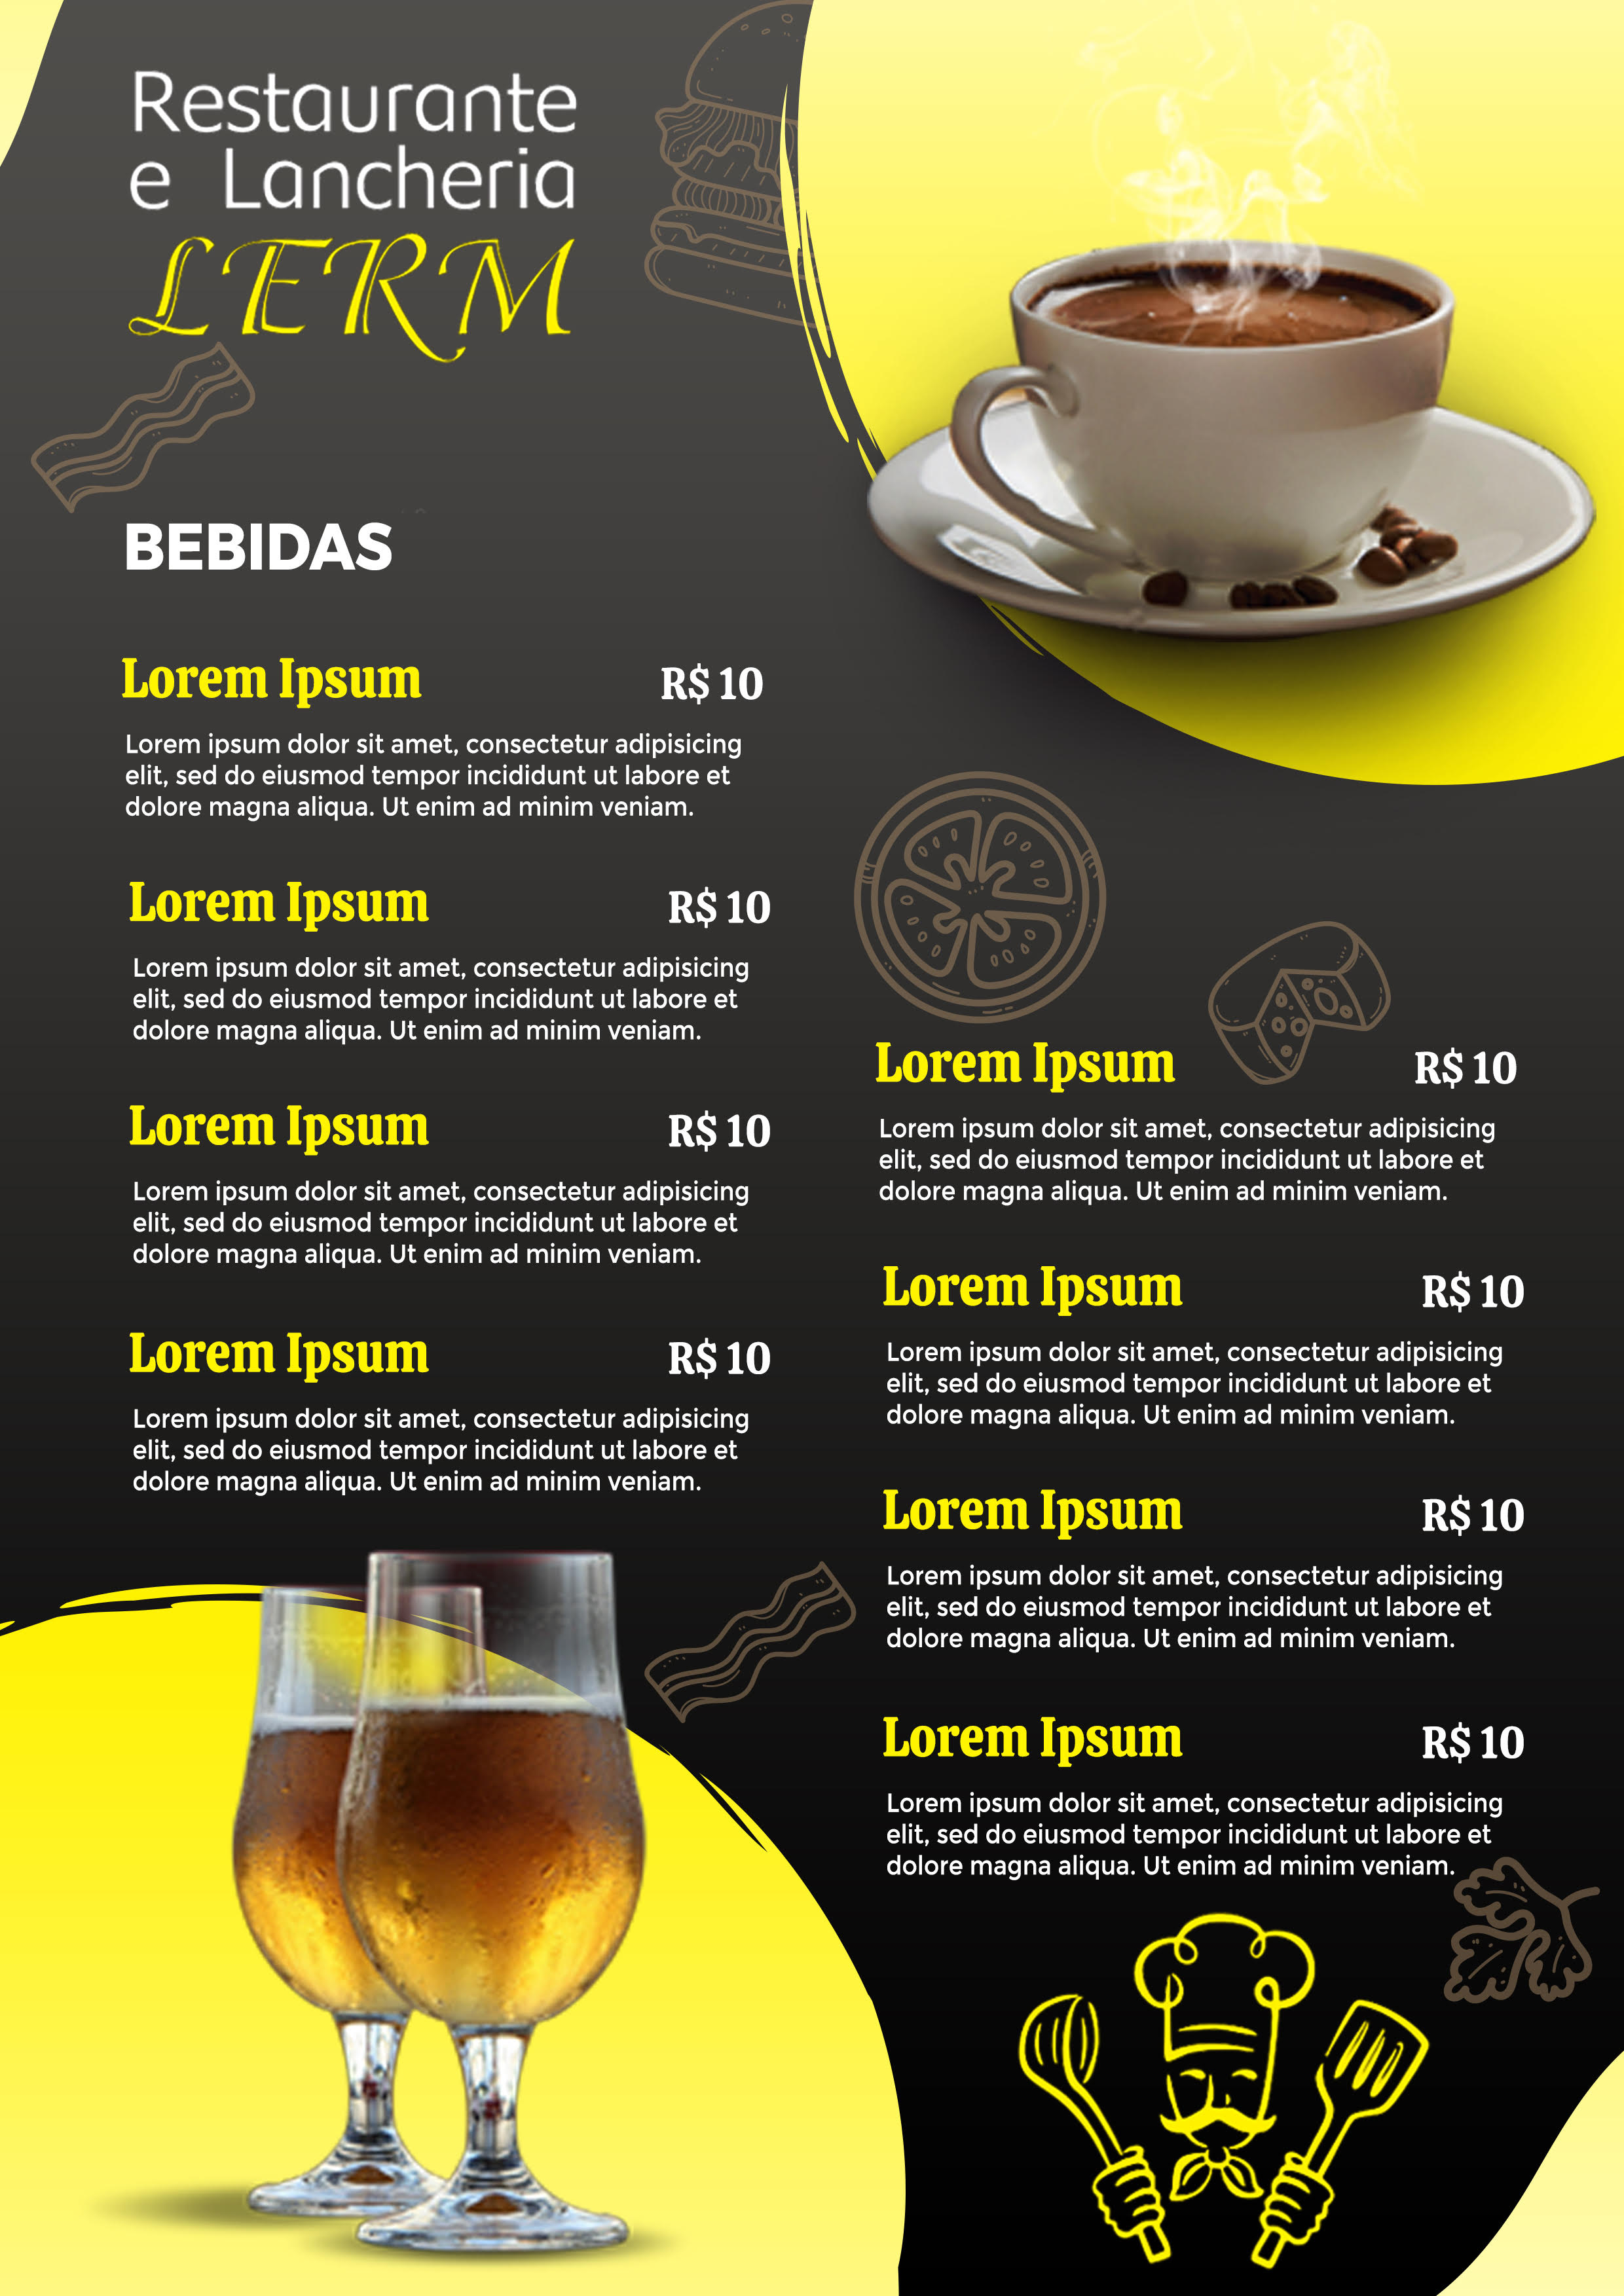 Restaurante
e Lancheria
LERM
BEBIDAS
Lorem Ipsum R$ 10
Lorem ipsum dolor sit amet, consectetur adipisicing
elit, sed do eiusmod tempor incididunt ut labore et
dolore magna aliqua. Ut enim ad minim veniam.
Lorem Ipsum R$ 10
Lorem ipsum dolor sit amet, consectetur adipisicing
elit, sed do eiusmod tempor incididunt ut labore et
dolore magna aliqua. Ut enim ad minim veniam.
Lorem Ipsum R$ 10
Lorem ipsum dolor sit amet, consectetur adipisicing
elit, sed do eiusmod tempor incididunt ut labore et
dolore magna aliqua. Ut enim ad minim veniam.
Lorem Ipsum R$ 10
Lorem ipsum dolor sit amet, consectetur adipisicing
elit, sed do eiusmod tempor incididunt ut labore et
dolore magna aliqua. Ut enim ad minim veniam.
Lorem Ipsum R$ 10
Lorem ipsum dolor sit amet, consectetur adipisicing
elit, sed do eiusmod tempor incididunt ut labore et
dolore magna aliqua. Ut enim ad minim veniam.
Lorem Ipsum R$ 10
Lorem ipsum dolor sit amet, consectetur adipisicing
elit, sed do eiusmod tempor incididunt ut labore et
dolore magna aliqua. Ut enim ad minim veniam.
Lorem Ipsum R$ 10
Lorem ipsum dolor sit amet, consectetur adipisicing
elit, sed do eiusmod tempor incididunt ut labore et
dolore magna aliqua. Ut enim ad minim veniam.
Lorem Ipsum R$ 10
Lorem ipsum dolor sit amet, consectetur adipisicing
elit, sed do eiusmod tempor incididunt ut labore et
dolore magna aliqua. Ut enim ad minim veniam.